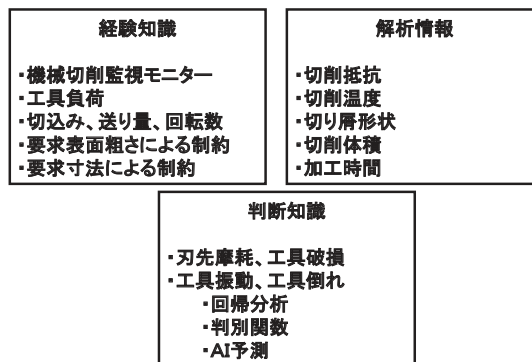 経験知識
・機械切削監視モニター
・工具負荷
・切込み、送り量、回転数
・要求表面粗さによる制約
・要求寸法による制約
解析情報
・切削抵抗
・切削温度
・切り屑形状
・切削体積
・加工時間
判断知識
・刃先摩耗、工具破損
・工具振動、工具倒れ
・回帰分析
・判別関数
・AI予測